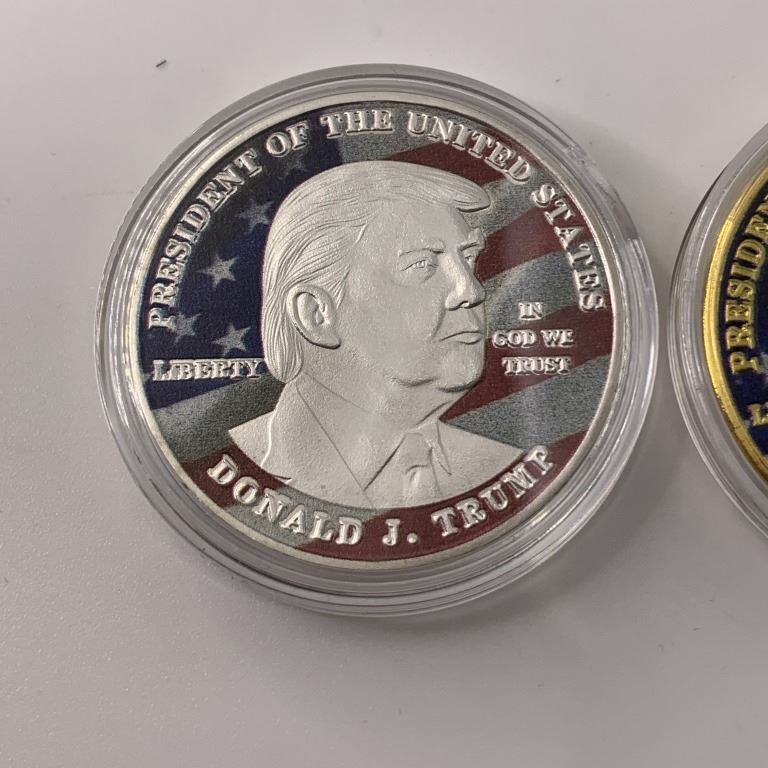 PRESIDENT OF THE UNITED STATES
LIBERTY
IN
GOD WE
TRUST
DONALD J. TRUMP
PRESIDEN
L